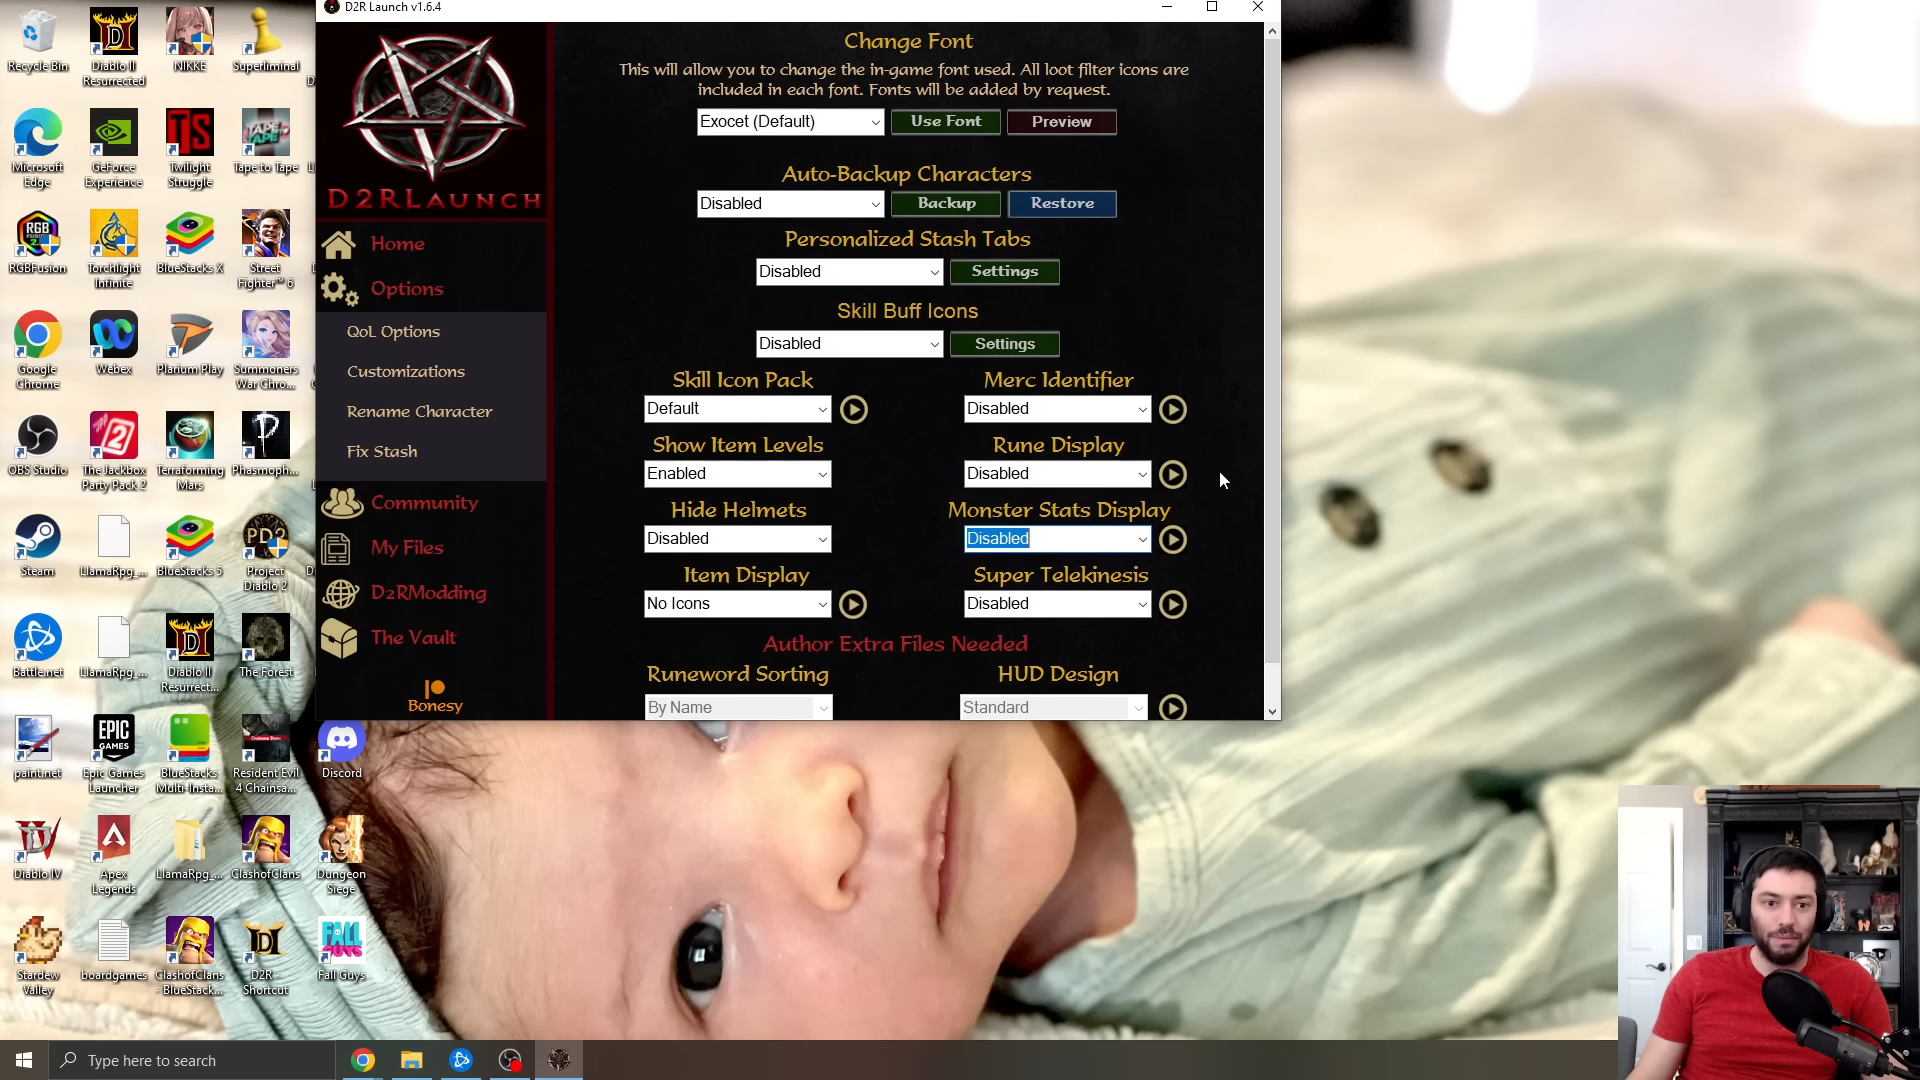 D2R Launch v1.6.4
Change Font
This will allow you to change the in-game font used. All loot filter icons are
included in each font. Fonts will be added by request.
Exocet (Default)
Use Font
Preview
Auto-Backup Characters
Disabled
Backup
Restore
Personalized Stash Tabs
Disabled
Settings
Skill Buff Icons
Disabled
Settings
Skill Icon Pack
Merc Identifier
Default
Disabled
Show Item Levels
Rune Display
Enabled
Disabled
Hide Helmets
Monster Stats Display
Disabled
Disabled
Item Display
Super Telekinesis
No Icons
Disabled
Author Extra Files Needed
Runeword Sorting
HUD Design
By Name
Standard
D2RLaunch
Home
Options
QoL Options
Customizations
Rename Character
Fix Stash
Community
My Files
D2RModding
The Vault
Bonesy
Recycle Bin
Diablo II
Resurrected
NIKKE
Superliminal
Microsoft
Edge
GeForce
Experience
Twilight
Struggle
Tape to Tape
RGBFusion
Torchlight
Infinite
BlueStacks X
Street
Fighter™ 6
Google
Chrome
Webex
Plarium Play
Summoners
War Chro...
OBS Studio
The Jackbox
Party Pack 2
Terraforming
Mars
Phasmoph...
Steam
LlamaRpg_...
BlueStacks 5
Project
Diablo 2
Battle.net
LlamaRpg_...
Diablo II
Resurrect...
The Forest
paint.net
Epic Games
Launcher
BlueStacks
Multi-Insta...
Resident Evil
4 Chainsa...
Discord
Diablo IV
Apex
Legends
LlamaRpg_...
ClashofClans
Dungeon
Siege
Stardew
Valley
boardgames
ClashofClans
- BlueStack...
D2R -
Shortcut
Fall Guys
Type here to search